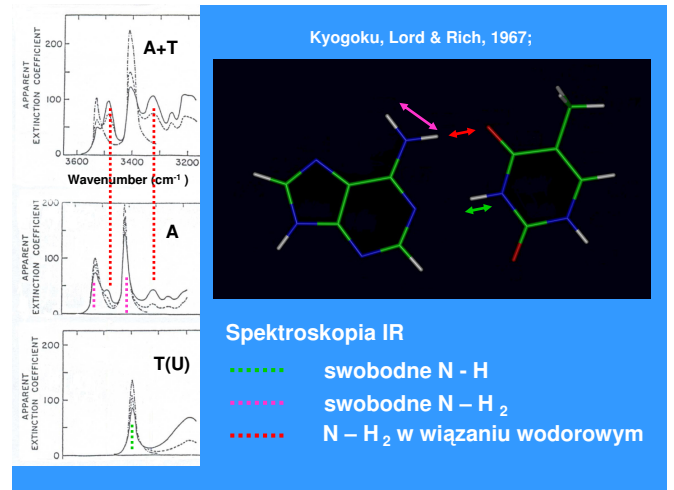 Kyogoku, Lord & Rich, 1967;
A+T
APPARENT
EXTINCTION COEFFICIENT
200
100
0
3600 3400 3200
Wavenumber (cm-1 )
A
APPARENT
EXTINCTION COEFFICIENT
200
100
0
T(U)
APPARENT
EXTINCTION COEFFICIENT
200
100
0
Spektroskopia IR
swobodne N - H
swobodne N – H 2
N – H 2 w wiązaniu wodorowym